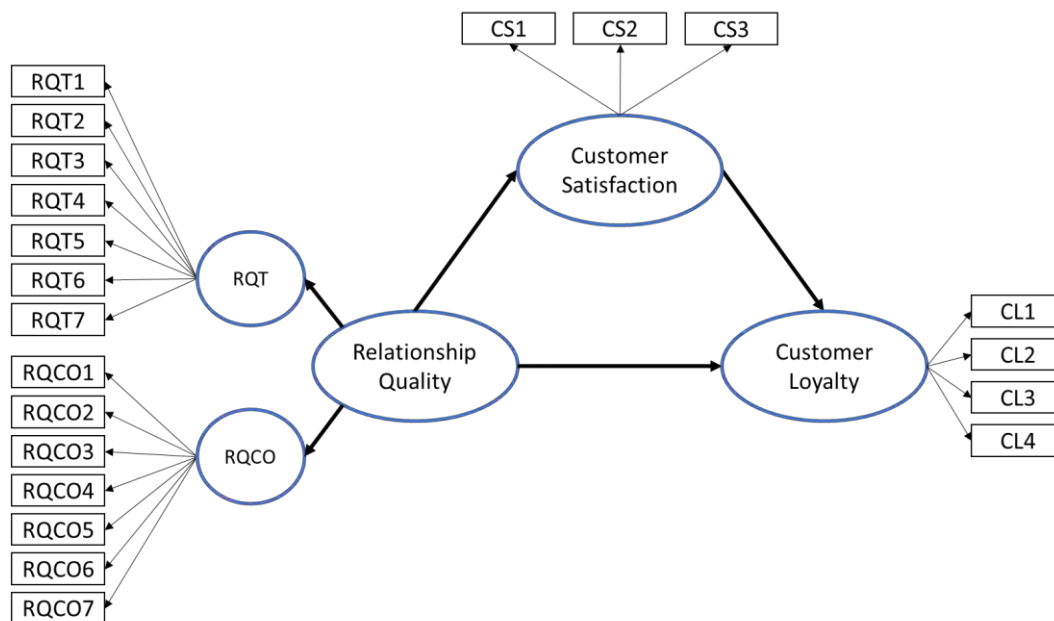 CS1
CS2
CS3
RQT1
RQT2
RQT3
RQT4
RQT5
RQT6
RQT7
Customer
Satisfaction
RQT
Relationship
Quality
Customer
Loyalty
CL1
CL2
CL3
CL4
RQCO1
RQCO2
RQCO3
RQCO4
RQCO5
RQCO6
RQCO7
RQCO